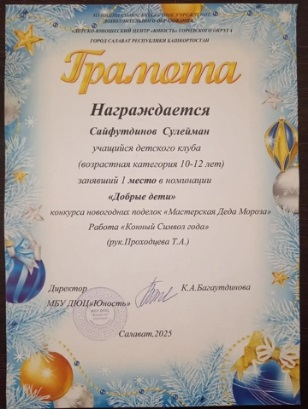 МУНИЦИПАЛЬНОЕ БЮДЖЕТНОЕ УЧРЕЖДЕНИЕ
ДОПОЛНИТЕЛЬНОГО ОБРАЗОВАНИЯ
«ДЕТСКО-ЮНОШЕСКИЙ ЦЕНТР «ЮНОСТЬ» ГОРОДСКОГО ОКРУГА
ГОРОД САЛАВАТ РЕСПУБЛИКИ БАШКОРТОСТАН
Грамота
Награждается
Сайфутдинов Сулейман
учащийся детского клуба
(возрастная категория 10-12 лет)
занявший 1 место в номинации
«Добрые дети»
конкурса новогодних поделок «Мастерская Деда Мороза»
Работа «Конный Символ года»
(рук.Проходцева Т.А.)
Директор К.А.Багаутдинова
МБУ ДЮЦ«Юность»
Салават,2025